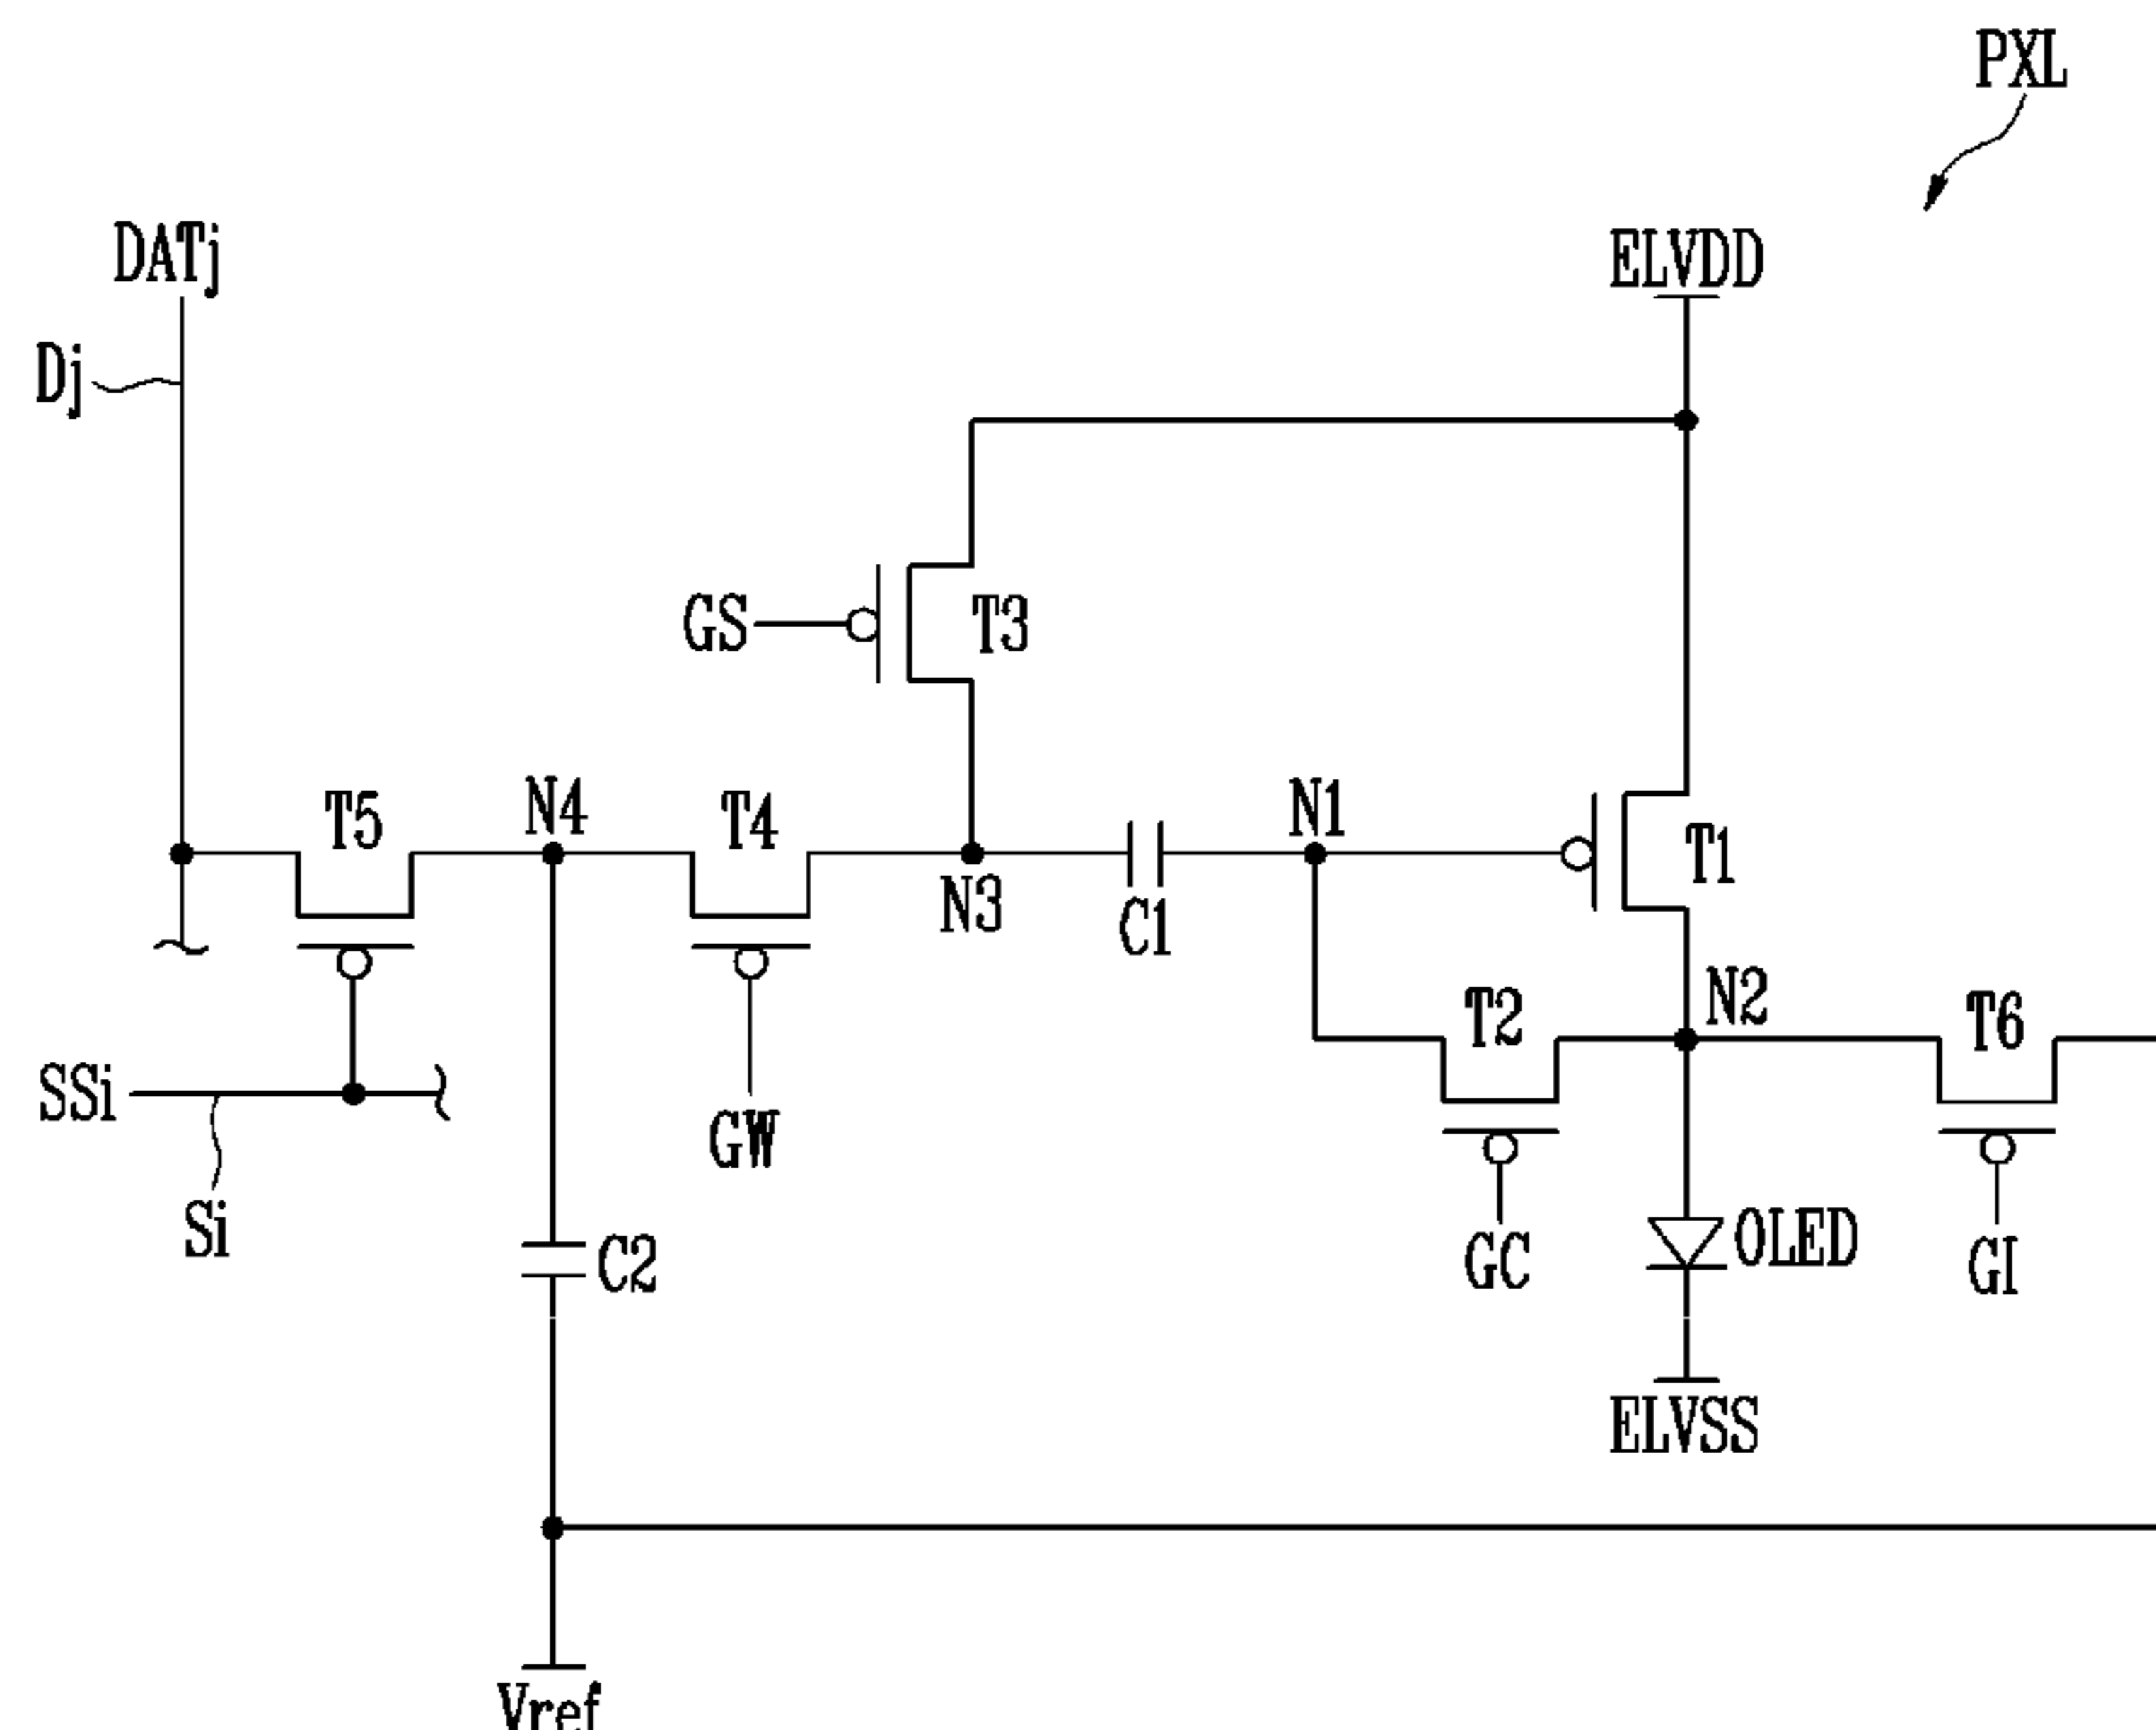 PXL
DATj
ELVDD
Dj
GS
T3
T5
N4
T4
N1
T1
N3
C1
N2
T2
T6
SSi
GW
Si
C2
GC
OLED
GI
ELVSS
Vref